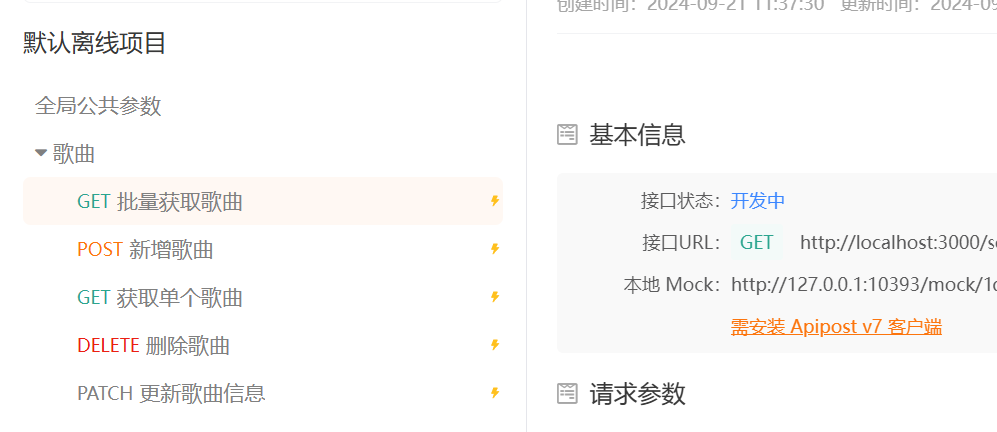 默认离线项目
全局公共参数
歌曲
GET 批量获取歌曲
POST 新增歌曲
GET 获取单个歌曲
DELETE 删除歌曲
PATCH 更新歌曲信息
创建时间：2024-09-21 11:37:30 更新时间：2024-09
基本信息
接口状态：开发中
接口URL： GET http://localhost:3000/s
本地 Mock：http://127.0.0.1:10393/mock/1
需安装 Apipost v7 客户端
请求参数